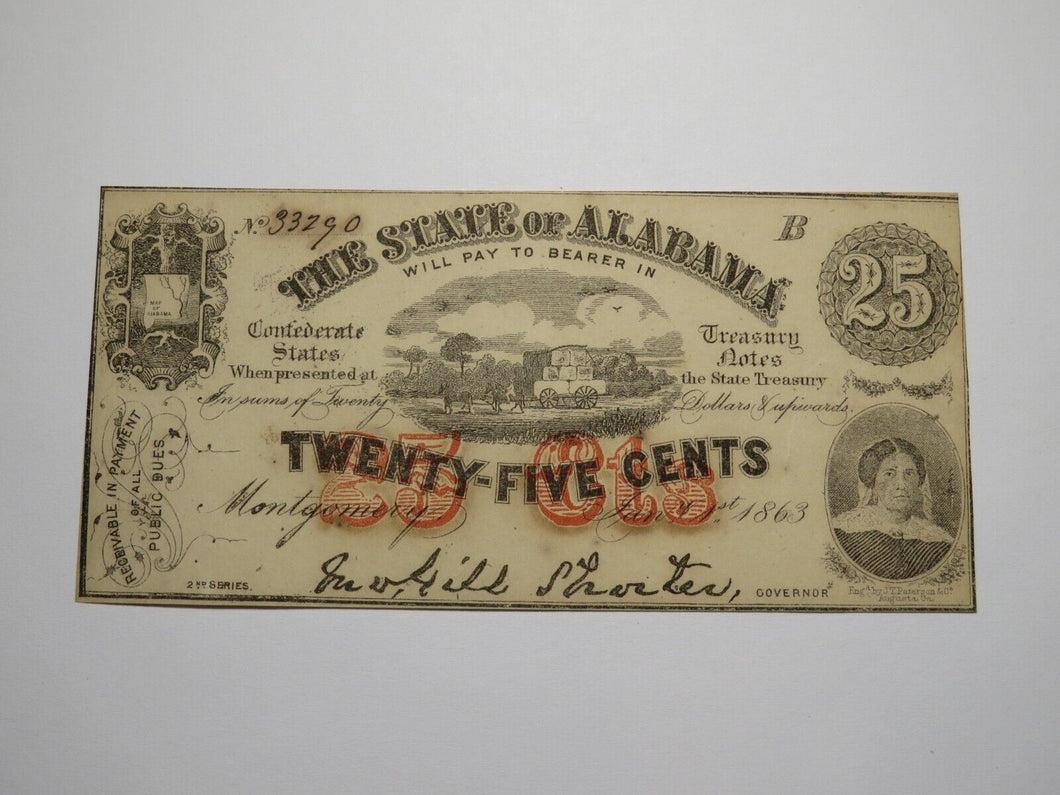 No. 33290
B
THE STATE OF ALABAMA
WILL PAY TO BEARER IN
25
MAP
OF
ALABAMA
Confederate States
Treasury Notes
When presented at the State Treasury
In sums of Twenty Dollars & upwards.
25 Cts
TWENTY-FIVE CENTS
RECEIVABLE IN PAYMENT
OF ALL
PUBLIC DUES.
Montgomery Jany 1st 1863
2ND SERIES.
Jno, Gill Shorter,
GOVERNOR
Engd. by J.T. Paterson & Co.
Augusta, Ga.